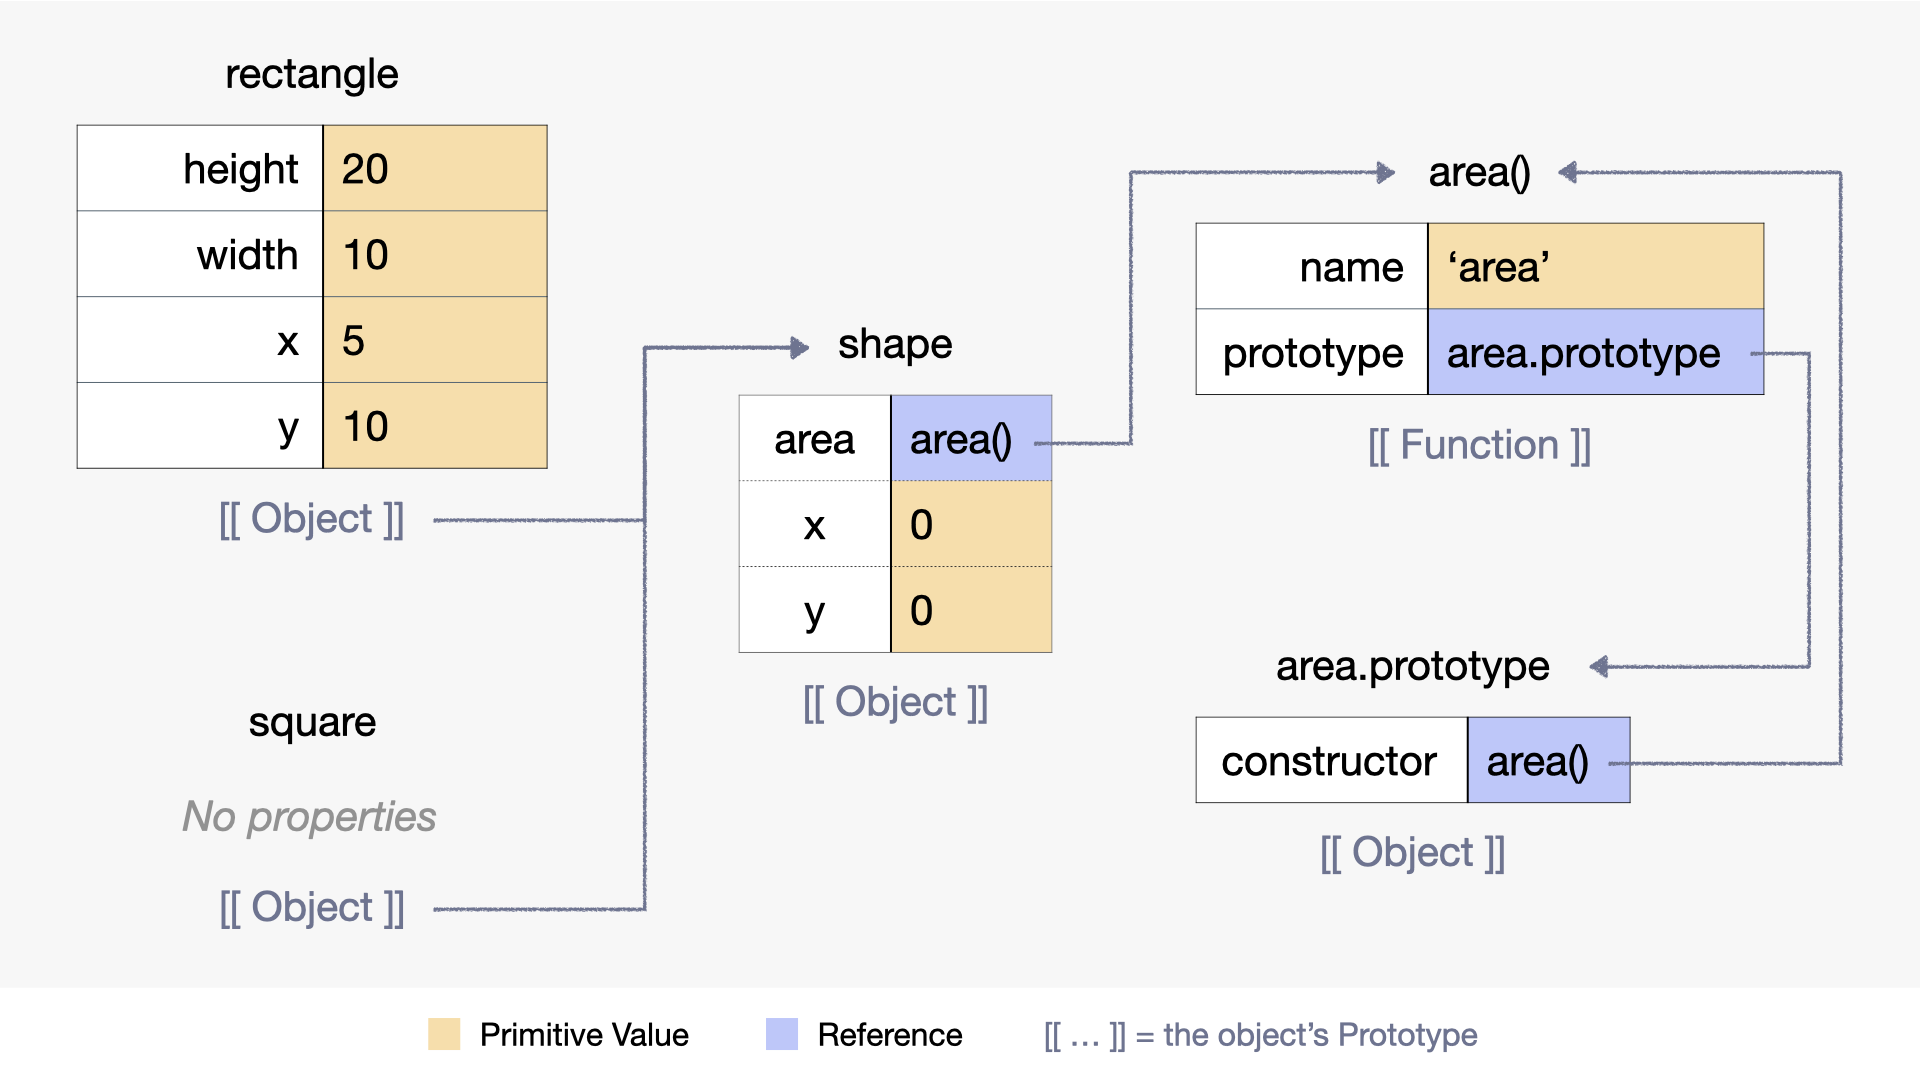 rectangle
height 20
width 10
x 5
y 10
[[ Object ]]
square
No properties
[[ Object ]]
shape
area area()
x 0
y 0
[[ Object ]]
area()
name ‘area’
prototype area.prototype
[[ Function ]]
area.prototype
constructor area()
[[ Object ]]
Primitive Value
Reference
[[ … ]] = the object’s Prototype